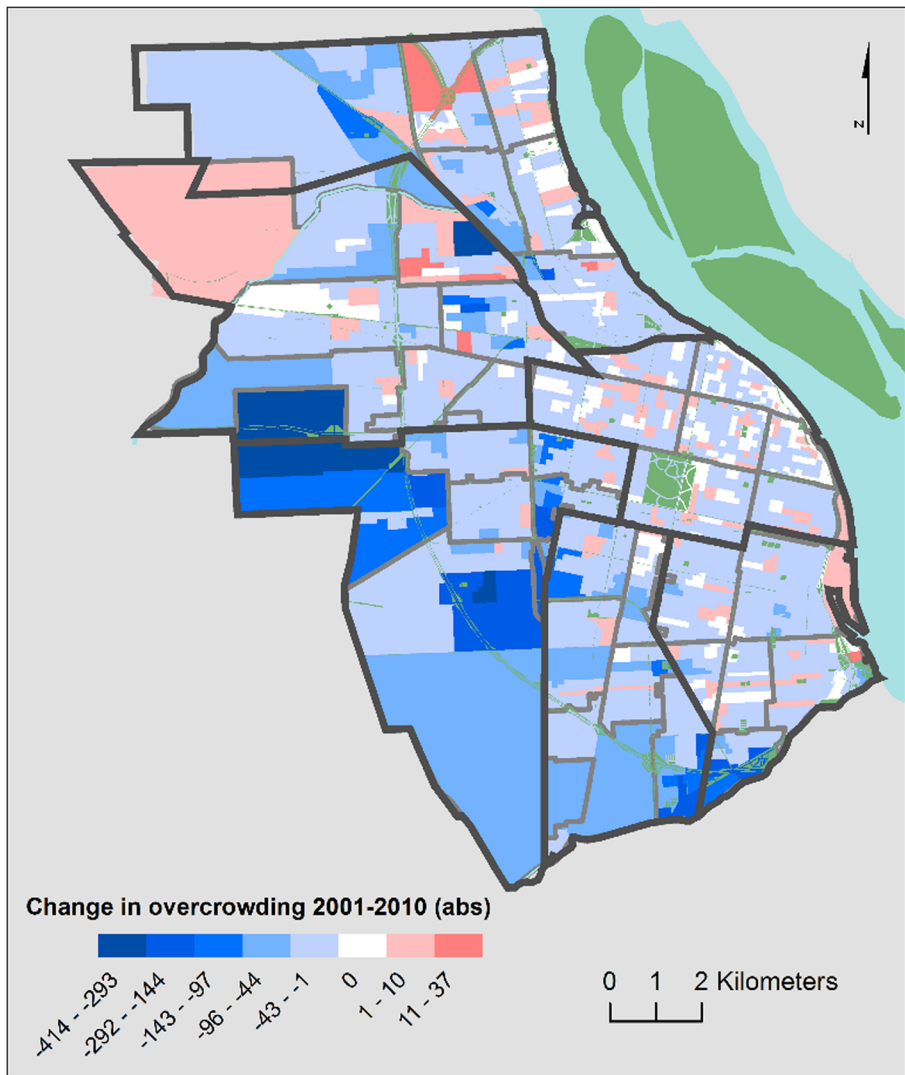 N
Change in overcrowding 2001-2010 (abs)
-414 - -293
-292 - -144
-143 - -97
-96 - -44
-43 - -1
0
1 - 10
11 - 37
0 1 2 Kilometers